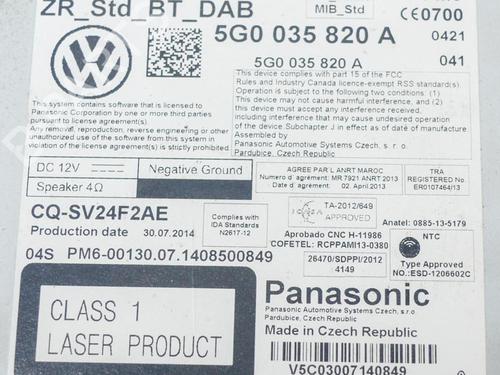 ZR_Std_BT_DAB
MIB_Std
CE0700
5G0 035 820 A
0421
5G0 035 820 A
041
This device complies with part 15 of the FCC
Rules and Industry Canada licence-exempt RSS standard(s).
Operation is subject to the following two conditions: (1)
This device may not cause harmful interference, and (2)
this device must accept any interference received,
including interference that may cause undesired operation of
the device Subchapter J in effect as of date of manufacture
Assembled by:
Panasonic Automotive Systems Czech, s.r.o.
Pardubice, Czech Republic
This system contains software that is licensed to
Panasonic Corporation by one or more third parties
pursuant to license agreement(s).
Any removal, reproduction, reverse engineering or other
unauthorized use of the software from this system in
violation of the license agreement(s) is strictly prohibited.
DC 12V
Negative Ground
Speaker 4Ω
AGREE PAR L ANRT MAROC
Numero d agreement: MR 7921 ANRT 2013
Date d agreement: 02. April 2013
TRA
REGISTERED No
ER0107464/13
CQ-SV24F2AE
Production date 30.07.2014
Complies with
IDA Standards
N2617-12
TA-2012/649
APPROVED
Anatel: 0885-13-5179
Approved CNC H-11986
COFETEL: RCPPAMI13-0380
NTC
04S PM6-00130.07.1408500849
26470/SDPPI/2012
4149
Type Approved
NO.:ESD-1206602C
CLASS 1
LASER PRODUCT
Panasonic
Panasonic Automotive Systems Czech, s.r.o.
Pardubice, Czech Republic
Made in Czech Republic
V5C03007140849